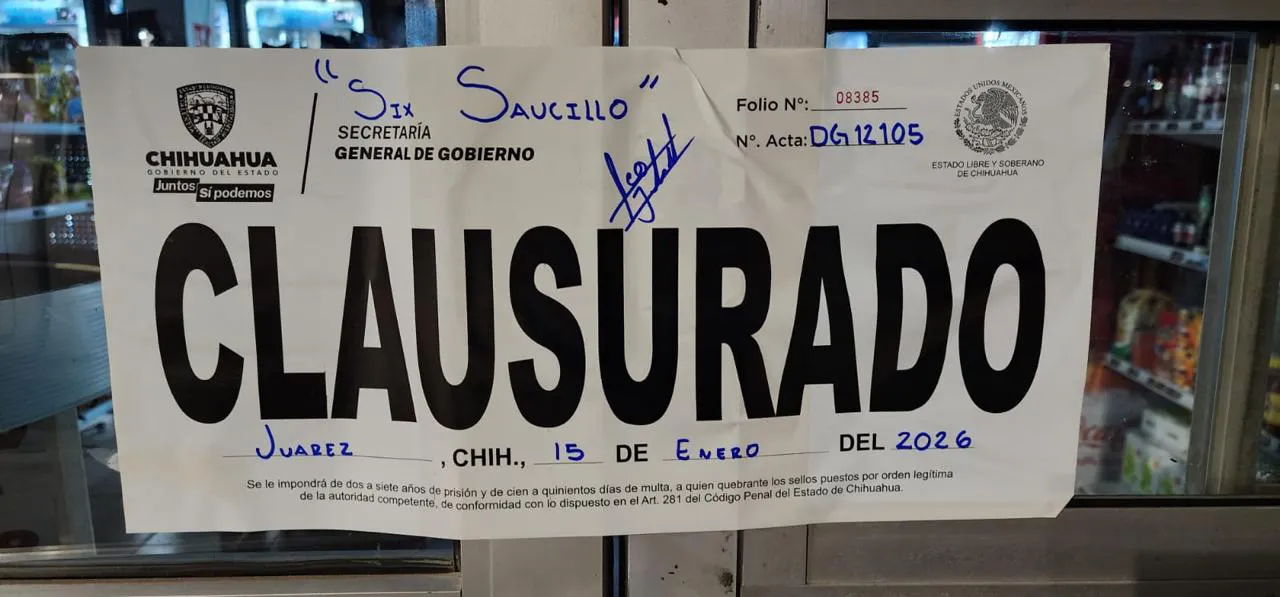 "SIX SAUCILLO"
CHIHUAHUA
GOBIERNO DEL ESTADO
Juntos Sí podemos
SECRETARÍA
GENERAL DE GOBIERNO
Folio N°: 08385
N°. Acta: DG12105
ESTADOS UNIDOS MEXICANOS
ESTADO LIBRE Y SOBERANO
DE CHIHUAHUA
CLAUSURADO
JUAREZ, CHIH., 15 DE ENERO DEL 2026
Se le impondrá de dos a siete años de prisión y de cien a quinientos días de multa, a quien quebrante los sellos puestos por orden legítima
de la autoridad competente, de conformidad con lo dispuesto en el Art. 281 del Código Penal del Estado de Chihuahua.